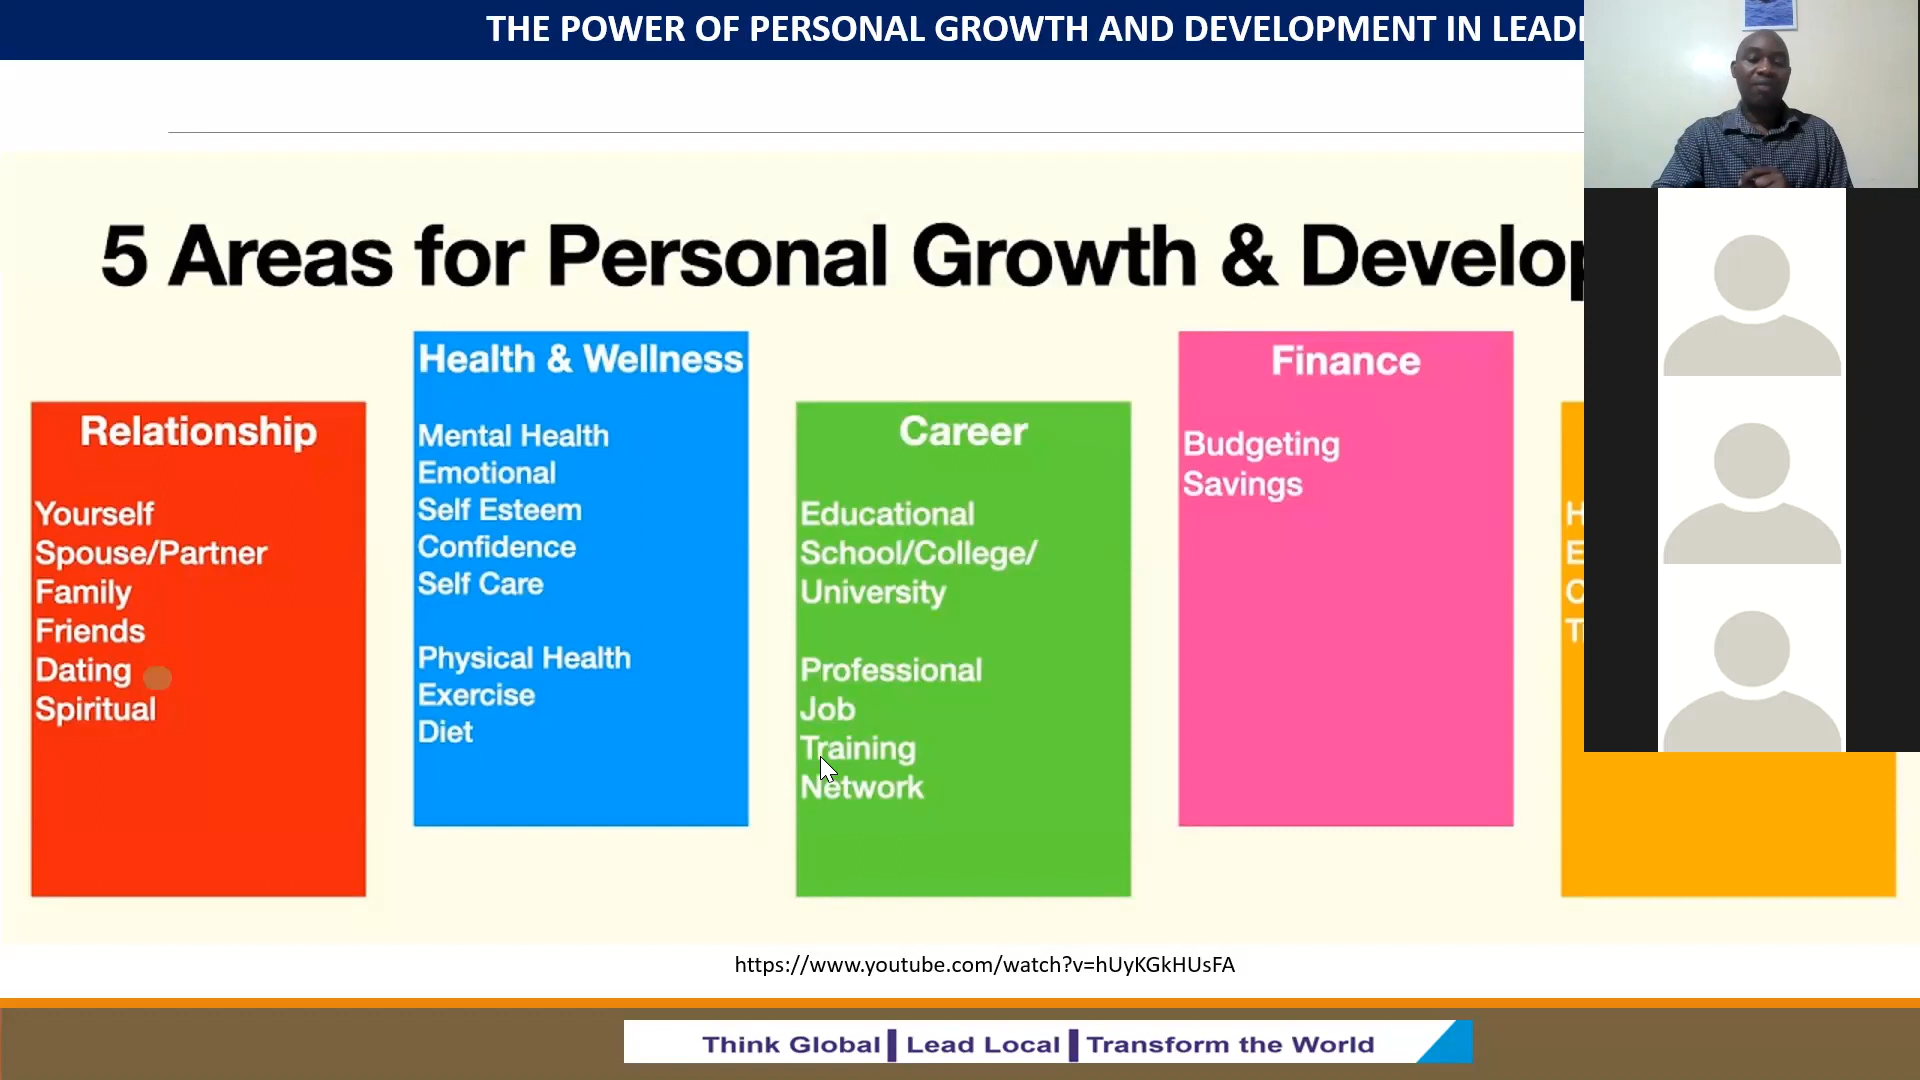 THE POWER OF PERSONAL GROWTH AND DEVELOPMENT IN
5 Areas for Personal Growth &
Relationship
Yourself
Spouse/Partner
Family
Friends
Dating
Spiritual
Health & Wellness
Mental Health
Emotional
Self Esteem
Confidence
Self Care
Physical Health
Exercise
Diet
Career
Educational
School/College/
University
Professional
Job
Training
Network
Finance
Budgeting
Savings
https://www.youtube.com/watch?v=hUyKGkHUsFA
Think Global Lead Local Transform the World